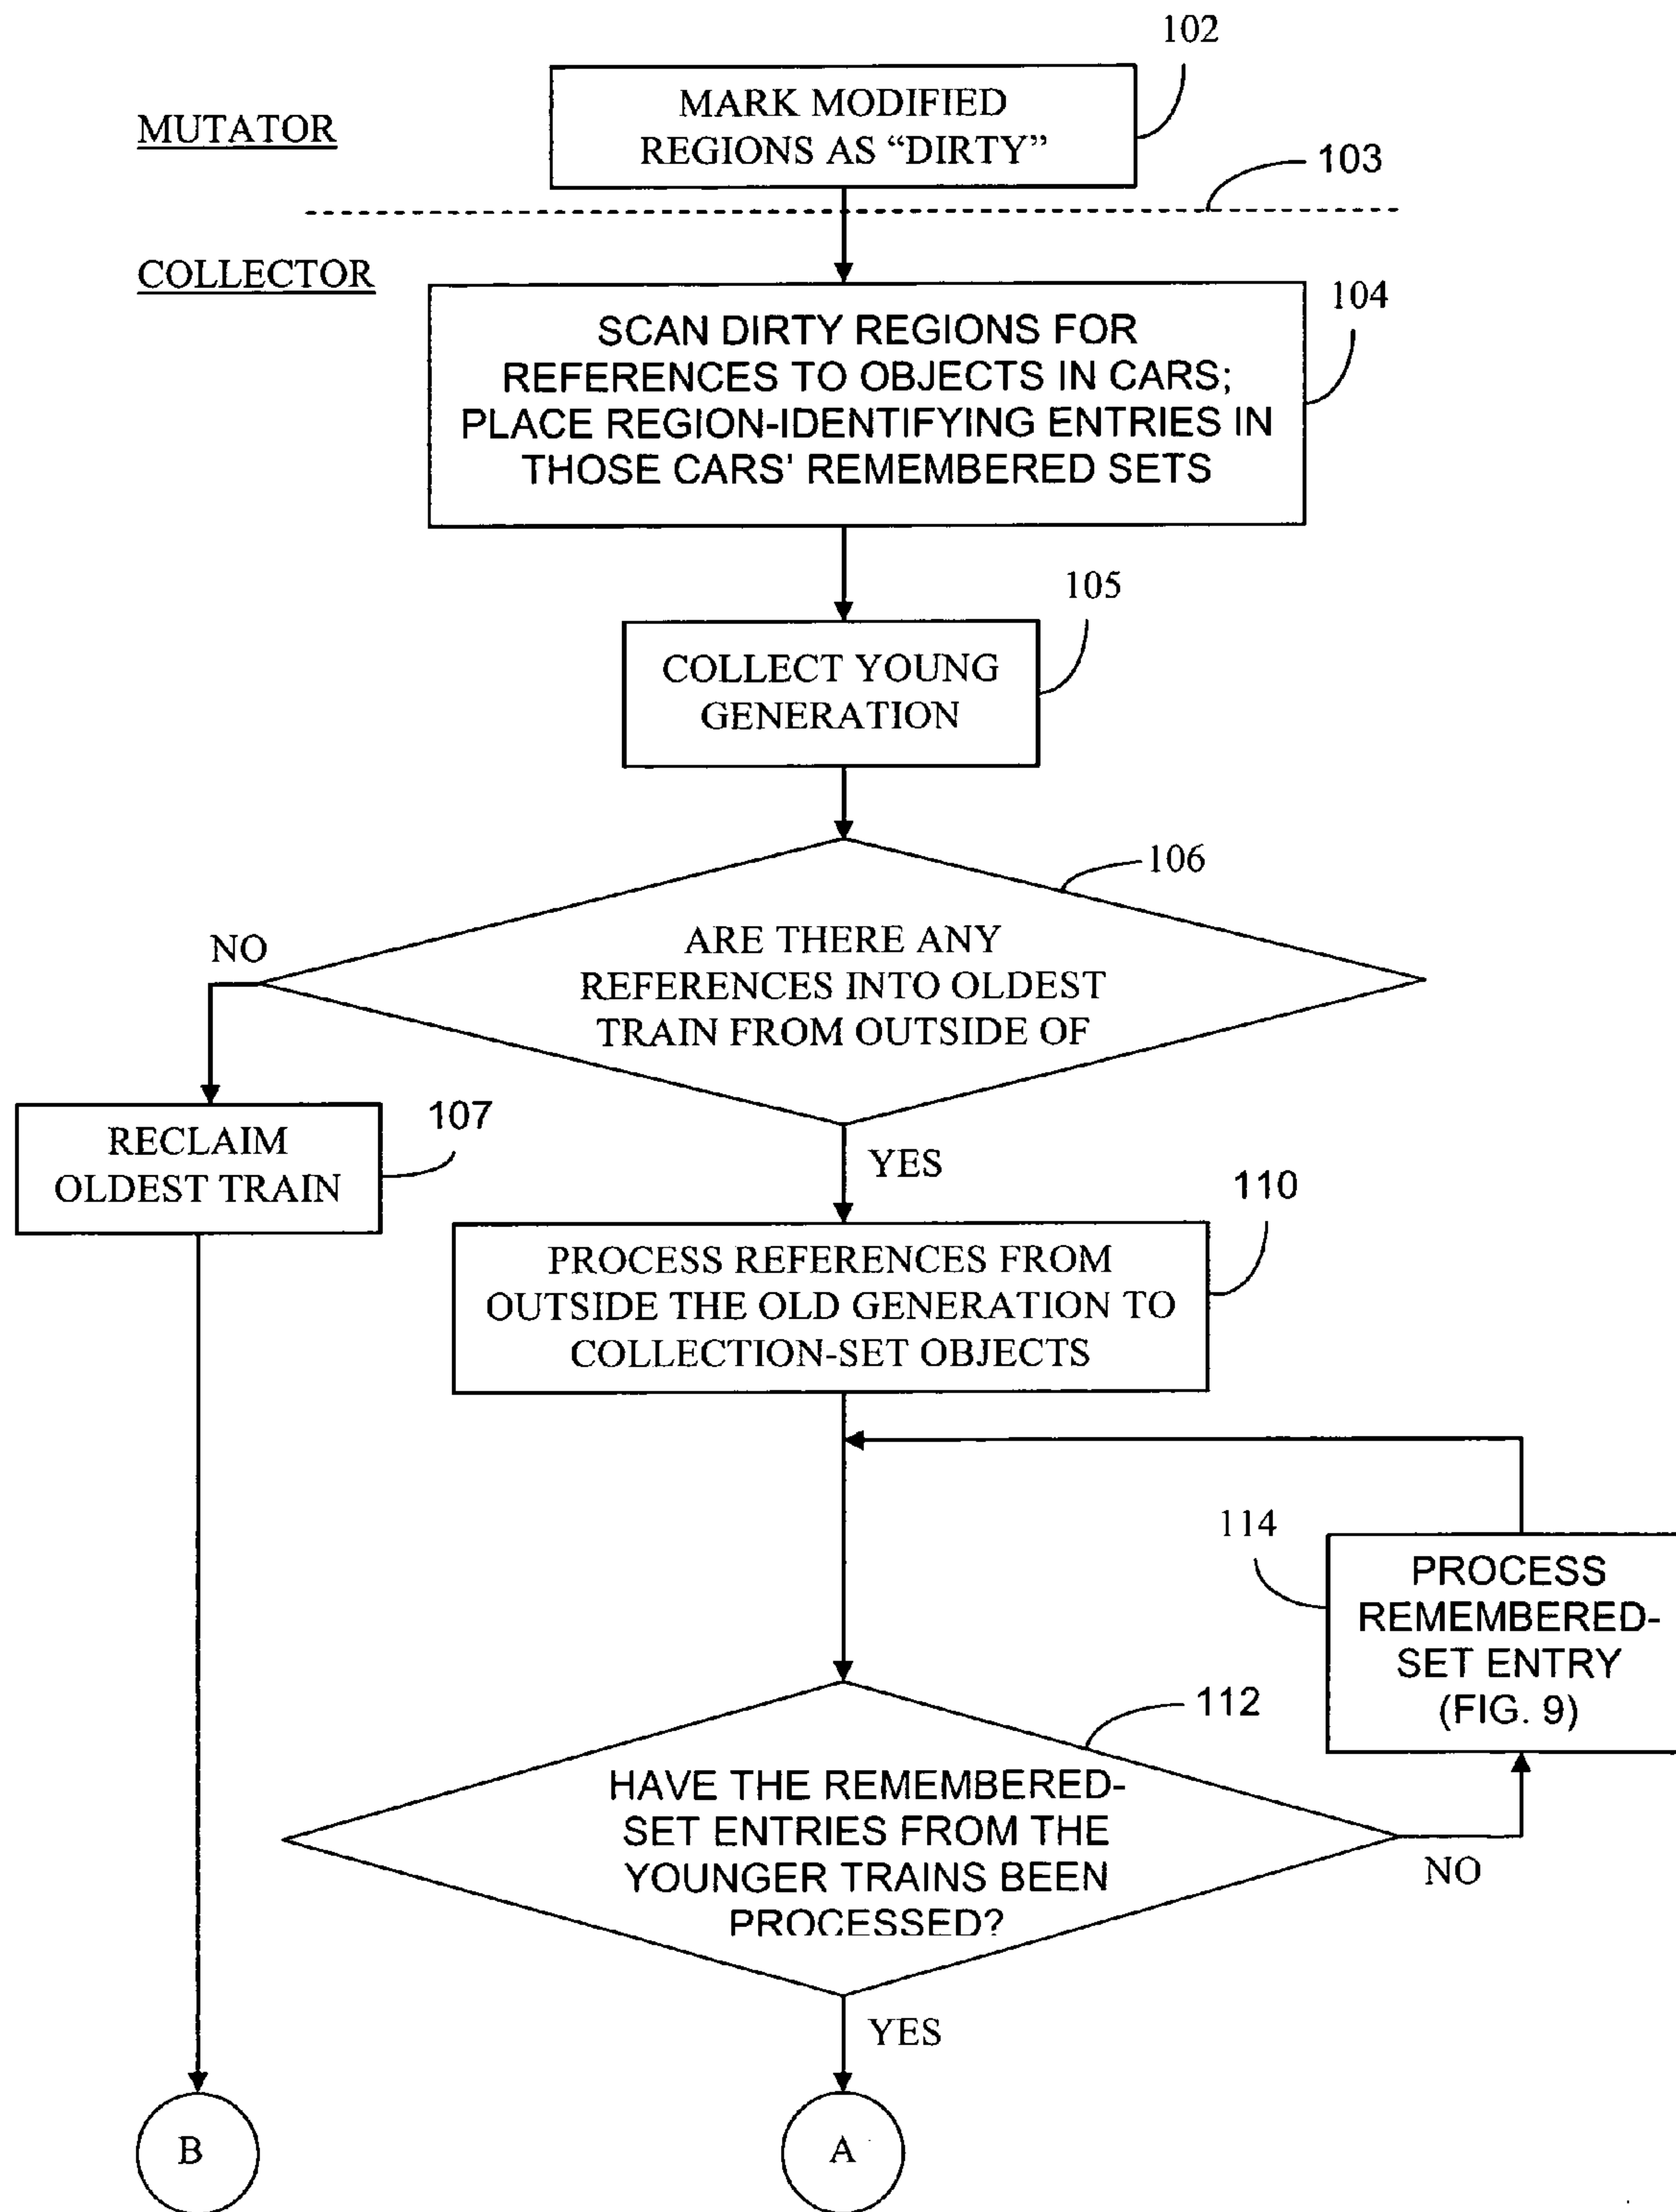 102
MUTATOR
MARK MODIFIED
REGIONS AS “DIRTY”
103
COLLECTOR
104
SCAN DIRTY REGIONS FOR
REFERENCES TO OBJECTS IN CARS;
PLACE REGION-IDENTIFYING ENTRIES IN
THOSE CARS' REMEMBERED SETS
105
COLLECT YOUNG
GENERATION
106
NO
ARE THERE ANY
REFERENCES INTO OLDEST
TRAIN FROM OUTSIDE OF
107
RECLAIM
OLDEST TRAIN
YES
110
PROCESS REFERENCES FROM
OUTSIDE THE OLD GENERATION TO
COLLECTION-SET OBJECTS
114
PROCESS
REMEMBERED-
SET ENTRY
(FIG. 9)
112
HAVE THE REMEMBERED-
SET ENTRIES FROM THE
YOUNGER TRAINS BEEN
PROCESSED?
NO
YES
B
A